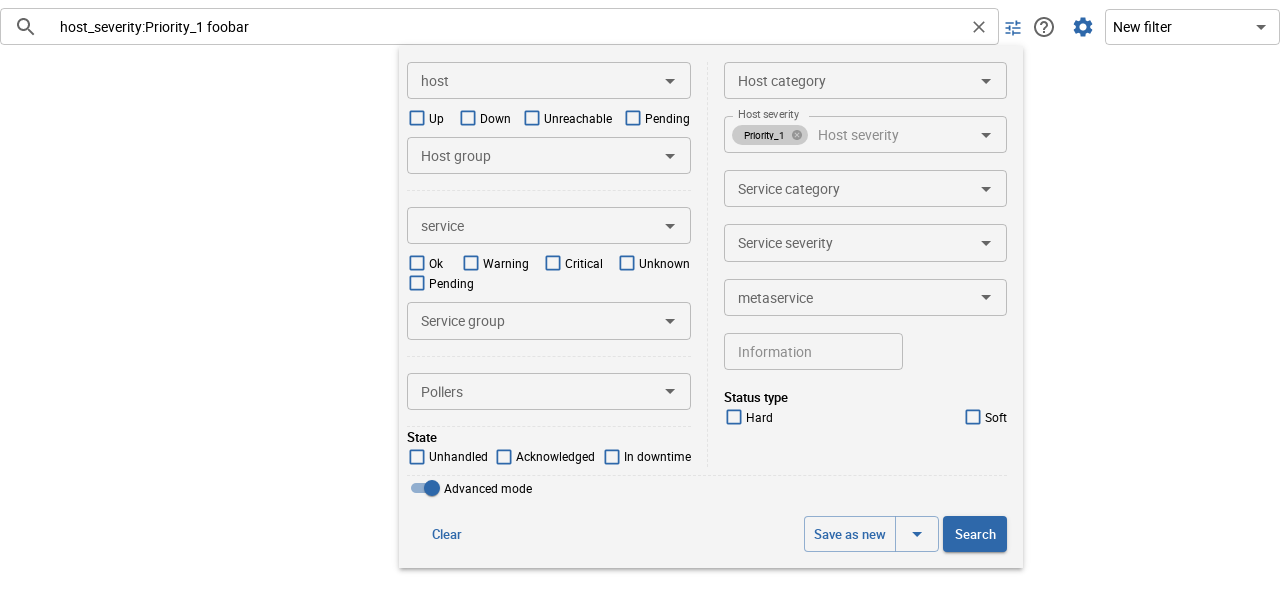 host_severity:Priority_1 foobar
New filter
host
Up Down Unreachable Pending
Host group
service
Ok Warning Critical Unknown
Pending
Service group
Pollers
State
Unhandled Acknowledged In downtime
Host category
Host severity
Priority_1 Host severity
Service category
Service severity
metaservice
Information
Status type
Hard Soft
Advanced mode
Clear Save as new Search